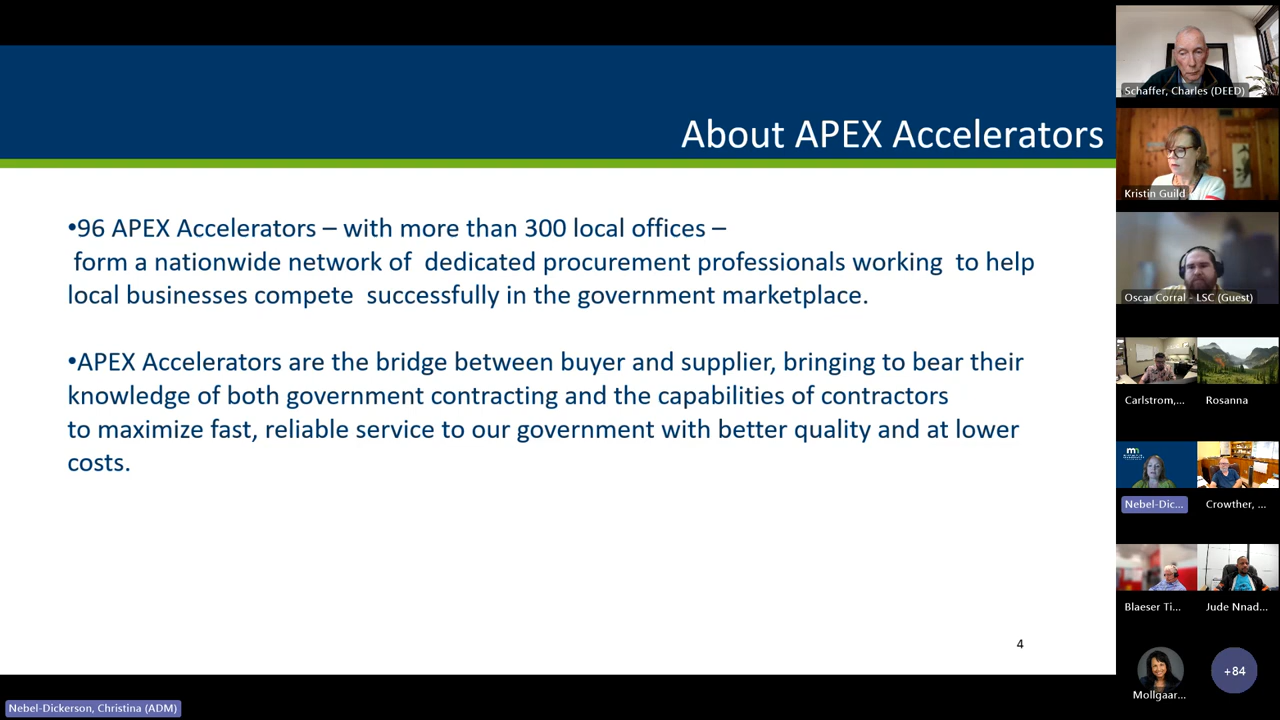 About APEX Accelerators
•96 APEX Accelerators – with more than 300 local offices –
form a nationwide network of dedicated procurement professionals working to help
local businesses compete successfully in the government marketplace.
•APEX Accelerators are the bridge between buyer and supplier, bringing to bear their
knowledge of both government contracting and the capabilities of contractors
to maximize fast, reliable service to our government with better quality and at lower
costs.
4
Nebel-Dickerson, Christina (ADM)
Schaffer, Charles (DEED)
Kristin Guild
Oscar Corral - LSC (Guest)
Carlstrom,...
Rosanna
Nebel-Dic...
Crowther, ...
Blaeser Ti...
Jude Nnad...
Mollgaar...
+84